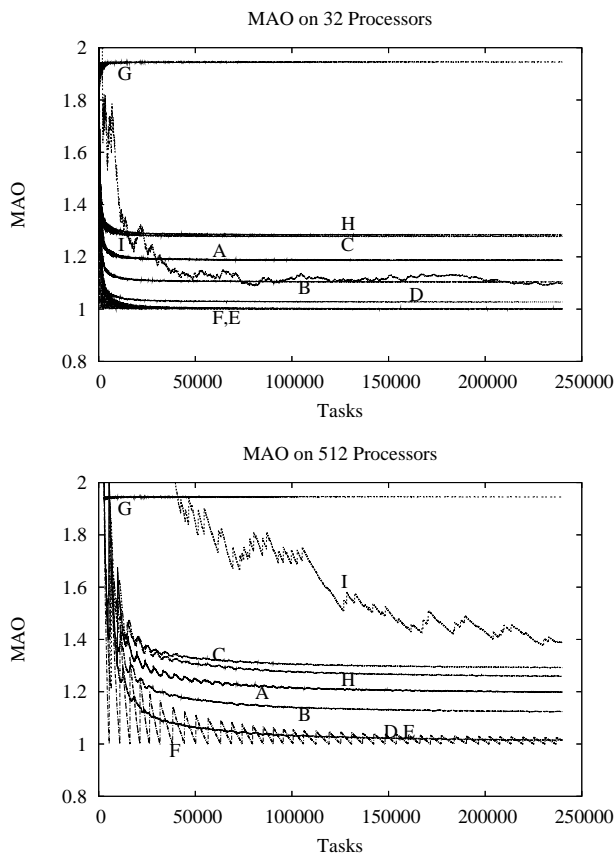 MAO on 32 Processors
2
G
1.8
1.6
MAO
1.4
H
I
A
C
1.2
B
D
1
F,E
0.8
0 50000 100000 150000 200000 250000
Tasks
MAO on 512 Processors
2
G
1.8
I
1.6
MAO
1.4
C
H
A
1.2
B
D,E
1
F
0.8
0 50000 100000 150000 200000 250000
Tasks